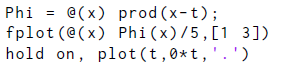 Phi = @(x) prod(x-t);
fplot(@(x) Phi(x)/5,[1 3])
hold on, plot(t,0*t,'.')